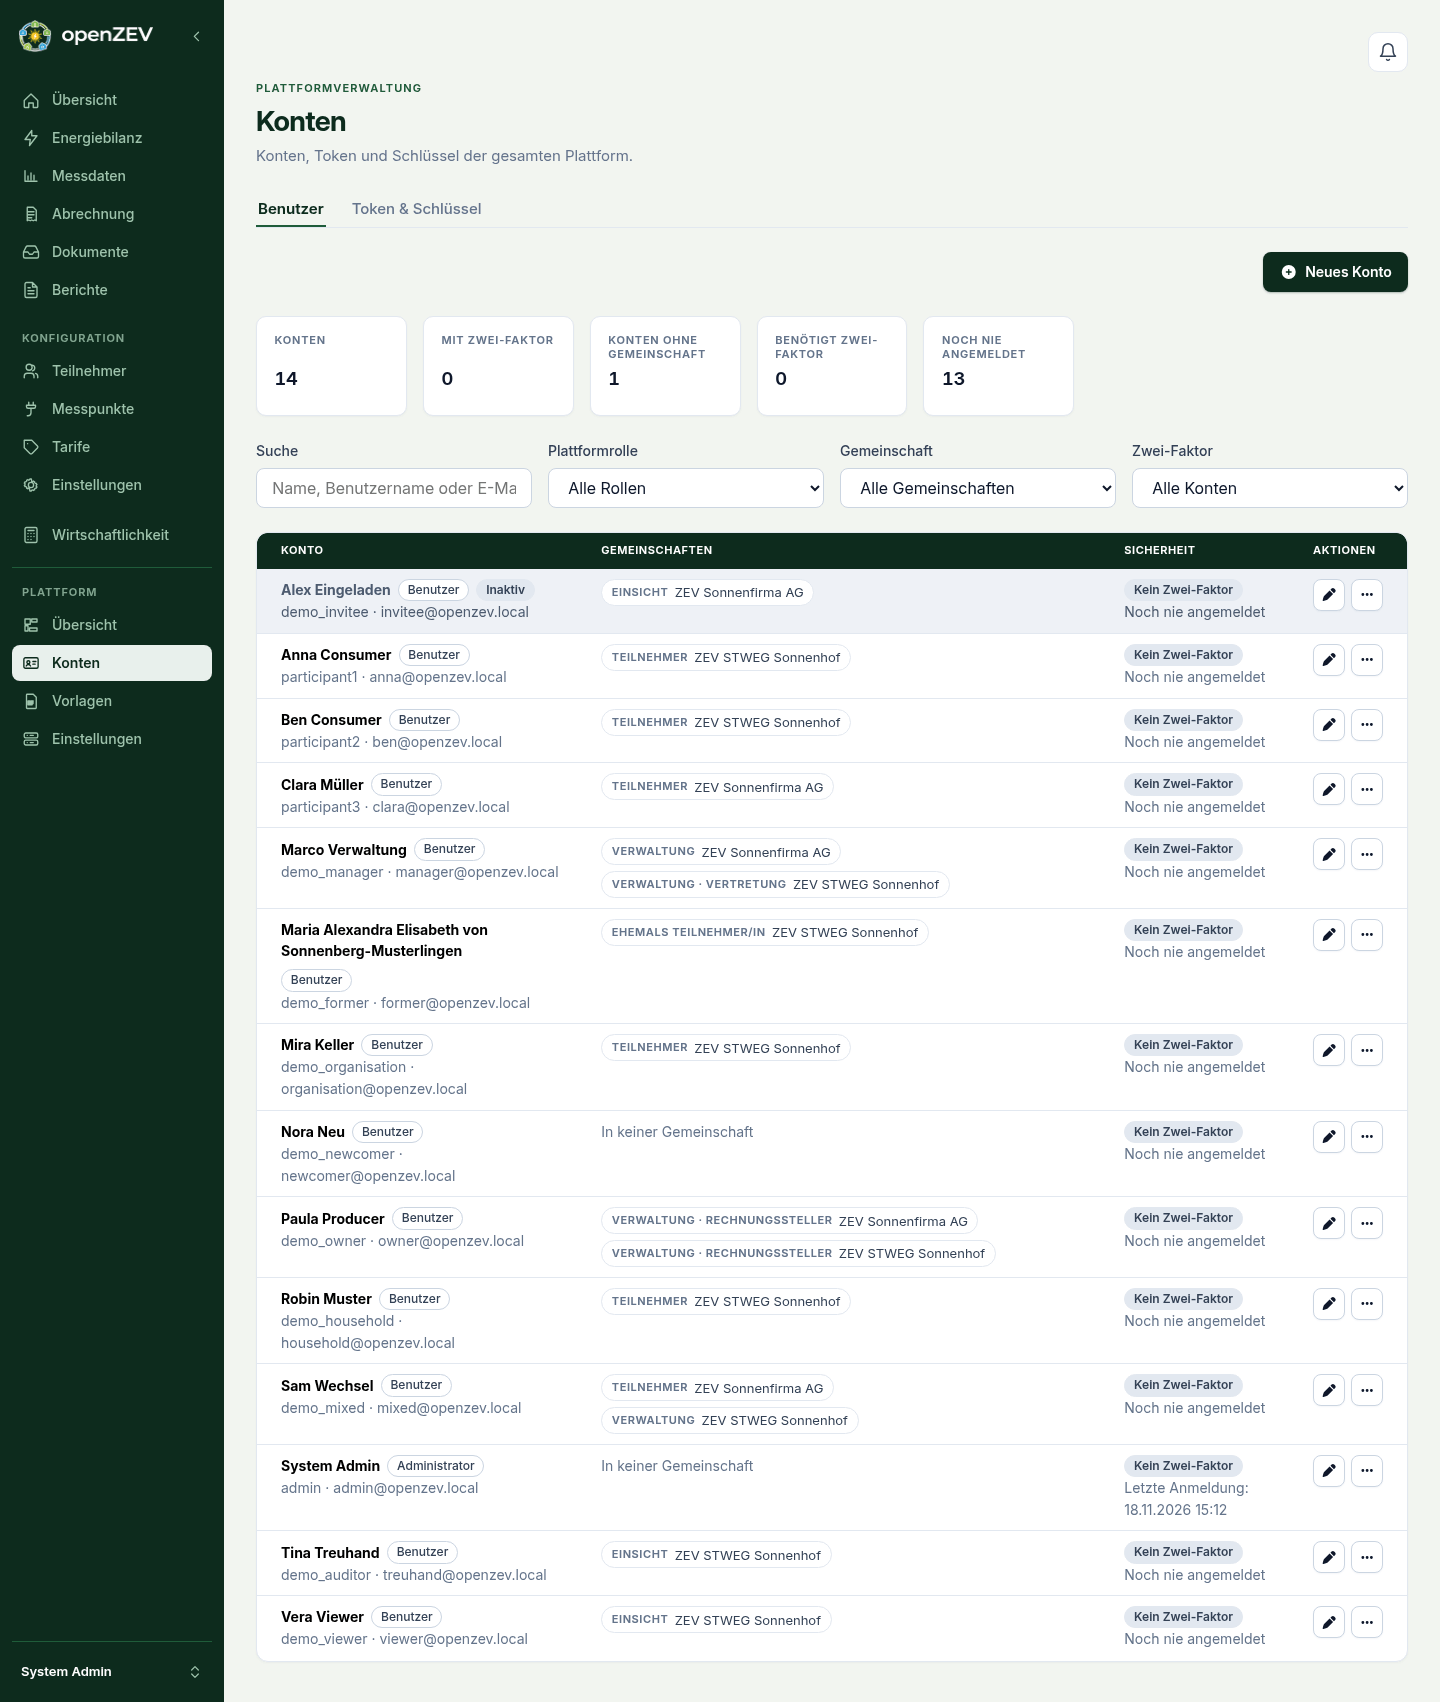 openZEV
Übersicht
Energiebilanz
Messdaten
Abrechnung
Dokumente
Berichte
KONFIGURATION
Teilnehmer
Messpunkte
Tarife
Einstellungen
Wirtschaftlichkeit
PLATTFORM
Übersicht
Konten
Vorlagen
Einstellungen
System Admin
PLATTFORMVERWALTUNG
Konten
Konten, Token und Schlüssel der gesamten Plattform.
Benutzer Token & Schlüssel
Neues Konto
KONTEN
14
MIT ZWEI-FAKTOR
0
KONTEN OHNE
GEMEINSCHAFT
1
BENÖTIGT ZWEI-
FAKTOR
0
NOCH NIE
ANGEMELDET
13
Suche
Name, Benutzername oder E-Ma
Plattformrolle
Alle Rollen
Gemeinschaft
Alle Gemeinschaften
Zwei-Faktor
Alle Konten
KONTO GEMEINSCHAFTEN SICHERHEIT AKTIONEN
Alex Eingeladen Benutzer Inaktiv
demo_invitee · invitee@openzev.local
EINSICHT ZEV Sonnenfirma AG
Kein Zwei-Faktor
Noch nie angemeldet
Anna Consumer Benutzer
participant1 · anna@openzev.local
TEILNEHMER ZEV STWEG Sonnenhof
Kein Zwei-Faktor
Noch nie angemeldet
Ben Consumer Benutzer
participant2 · ben@openzev.local
TEILNEHMER ZEV STWEG Sonnenhof
Kein Zwei-Faktor
Noch nie angemeldet
Clara Müller Benutzer
participant3 · clara@openzev.local
TEILNEHMER ZEV Sonnenfirma AG
Kein Zwei-Faktor
Noch nie angemeldet
Marco Verwaltung Benutzer
demo_manager · manager@openzev.local
VERWALTUNG ZEV Sonnenfirma AG
VERWALTUNG · VERTRETUNG ZEV STWEG Sonnenhof
Kein Zwei-Faktor
Noch nie angemeldet
Maria Alexandra Elisabeth von
Sonnenberg-Musterlingen
Benutzer
demo_former · former@openzev.local
EHEMALS TEILNEHMER/IN ZEV STWEG Sonnenhof
Kein Zwei-Faktor
Noch nie angemeldet
Mira Keller Benutzer
demo_organisation ·
organisation@openzev.local
TEILNEHMER ZEV STWEG Sonnenhof
Kein Zwei-Faktor
Noch nie angemeldet
Nora Neu Benutzer
demo_newcomer ·
newcomer@openzev.local
In keiner Gemeinschaft
Kein Zwei-Faktor
Noch nie angemeldet
Paula Producer Benutzer
demo_owner · owner@openzev.local
VERWALTUNG · RECHNUNGSSTELLER ZEV Sonnenfirma AG
VERWALTUNG · RECHNUNGSSTELLER ZEV STWEG Sonnenhof
Kein Zwei-Faktor
Noch nie angemeldet
Robin Muster Benutzer
demo_household ·
household@openzev.local
TEILNEHMER ZEV STWEG Sonnenhof
Kein Zwei-Faktor
Noch nie angemeldet
Sam Wechsel Benutzer
demo_mixed · mixed@openzev.local
TEILNEHMER ZEV Sonnenfirma AG
VERWALTUNG ZEV STWEG Sonnenhof
Kein Zwei-Faktor
Noch nie angemeldet
System Admin Administrator
admin · admin@openzev.local
In keiner Gemeinschaft
Kein Zwei-Faktor
Letzte Anmeldung:
18.11.2026 15:12
Tina Treuhand Benutzer
demo_auditor · treuhand@openzev.local
EINSICHT ZEV STWEG Sonnenhof
Kein Zwei-Faktor
Noch nie angemeldet
Vera Viewer Benutzer
demo_viewer · viewer@openzev.local
EINSICHT ZEV STWEG Sonnenhof
Kein Zwei-Faktor
Noch nie angemeldet